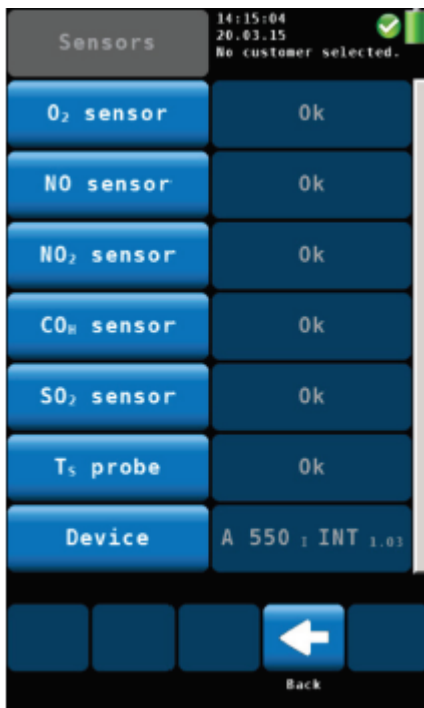 Sensors
14:15:04
20.03.15
No customer selected.
O₂ sensor Ok
NO sensor Ok
NO₂ sensor Ok
COH sensor Ok
SO₂ sensor Ok
TS probe Ok
Device A 550 I INT 1.03
Back